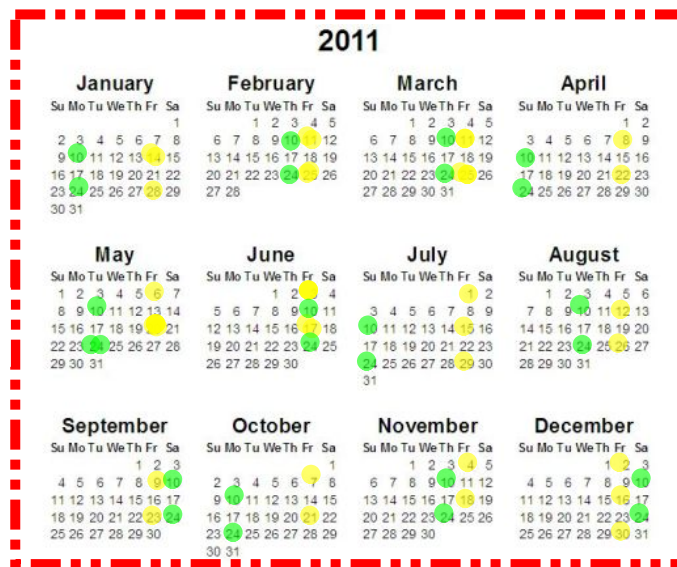 2011
January
Su Mo Tu We Th Fr Sa
1
2 3 4 5 6 7 8
9 10 11 12 13 14 15
16 17 18 19 20 21 22
23 24 25 26 27 28 29
30 31
February
Su Mo Tu We Th Fr Sa
1 2 3 4 5
6 7 8 9 10 11 12
13 14 15 16 17 18 19
20 21 22 23 24 25 26
27 28
March
Su Mo Tu We Th Fr Sa
1 2 3 4 5
6 7 8 9 10 11 12
13 14 15 16 17 18 19
20 21 22 23 24 25 26
27 28 29 30 31
April
Su Mo Tu We Th Fr Sa
1 2
3 4 5 6 7 8 9
10 11 12 13 14 15 16
17 18 19 20 21 22 23
24 25 26 27 28 29 30
May
Su Mo Tu We Th Fr Sa
1 2 3 4 5 6 7
8 9 10 11 12 13 14
15 16 17 18 19 21
22 23 24 25 26 27 28
29 30 31
June
Su Mo Tu We Th Fr Sa
1 2 4
5 6 7 8 9 10 11
12 13 14 15 16 17 18
19 20 21 22 23 24 25
26 27 28 29 30
July
Su Mo Tu We Th Fr Sa
1 2
3 4 5 6 7 8 9
10 11 12 13 14 15 16
17 18 19 20 21 22 23
24 25 26 27 28 29 30
31
August
Su Mo Tu We Th Fr Sa
1 2 3 4 5 6
7 8 9 10 11 12 13
14 15 16 17 18 19 20
21 22 23 24 25 26 27
28 29 30 31
September
Su Mo Tu We Th Fr Sa
1 2 3
4 5 6 7 8 9 10
11 12 13 14 15 16 17
18 19 20 21 22 23 24
25 26 27 28 29 30
October
Su Mo Tu We Th Fr Sa
1
2 3 4 5 6 7 8
9 10 11 12 13 14 15
16 17 18 19 20 21 22
23 24 25 26 27 28 29
30 31
November
Su Mo Tu We Th Fr Sa
1 2 3 4 5
6 7 8 9 10 11 12
13 14 15 16 17 18 19
20 21 22 23 24 25 26
27 28 29 30
December
Su Mo Tu We Th Fr Sa
1 2 3
4 5 6 7 8 9 10
11 12 13 14 15 16 17
18 19 20 21 22 23 24
25 26 27 28 29 30 31